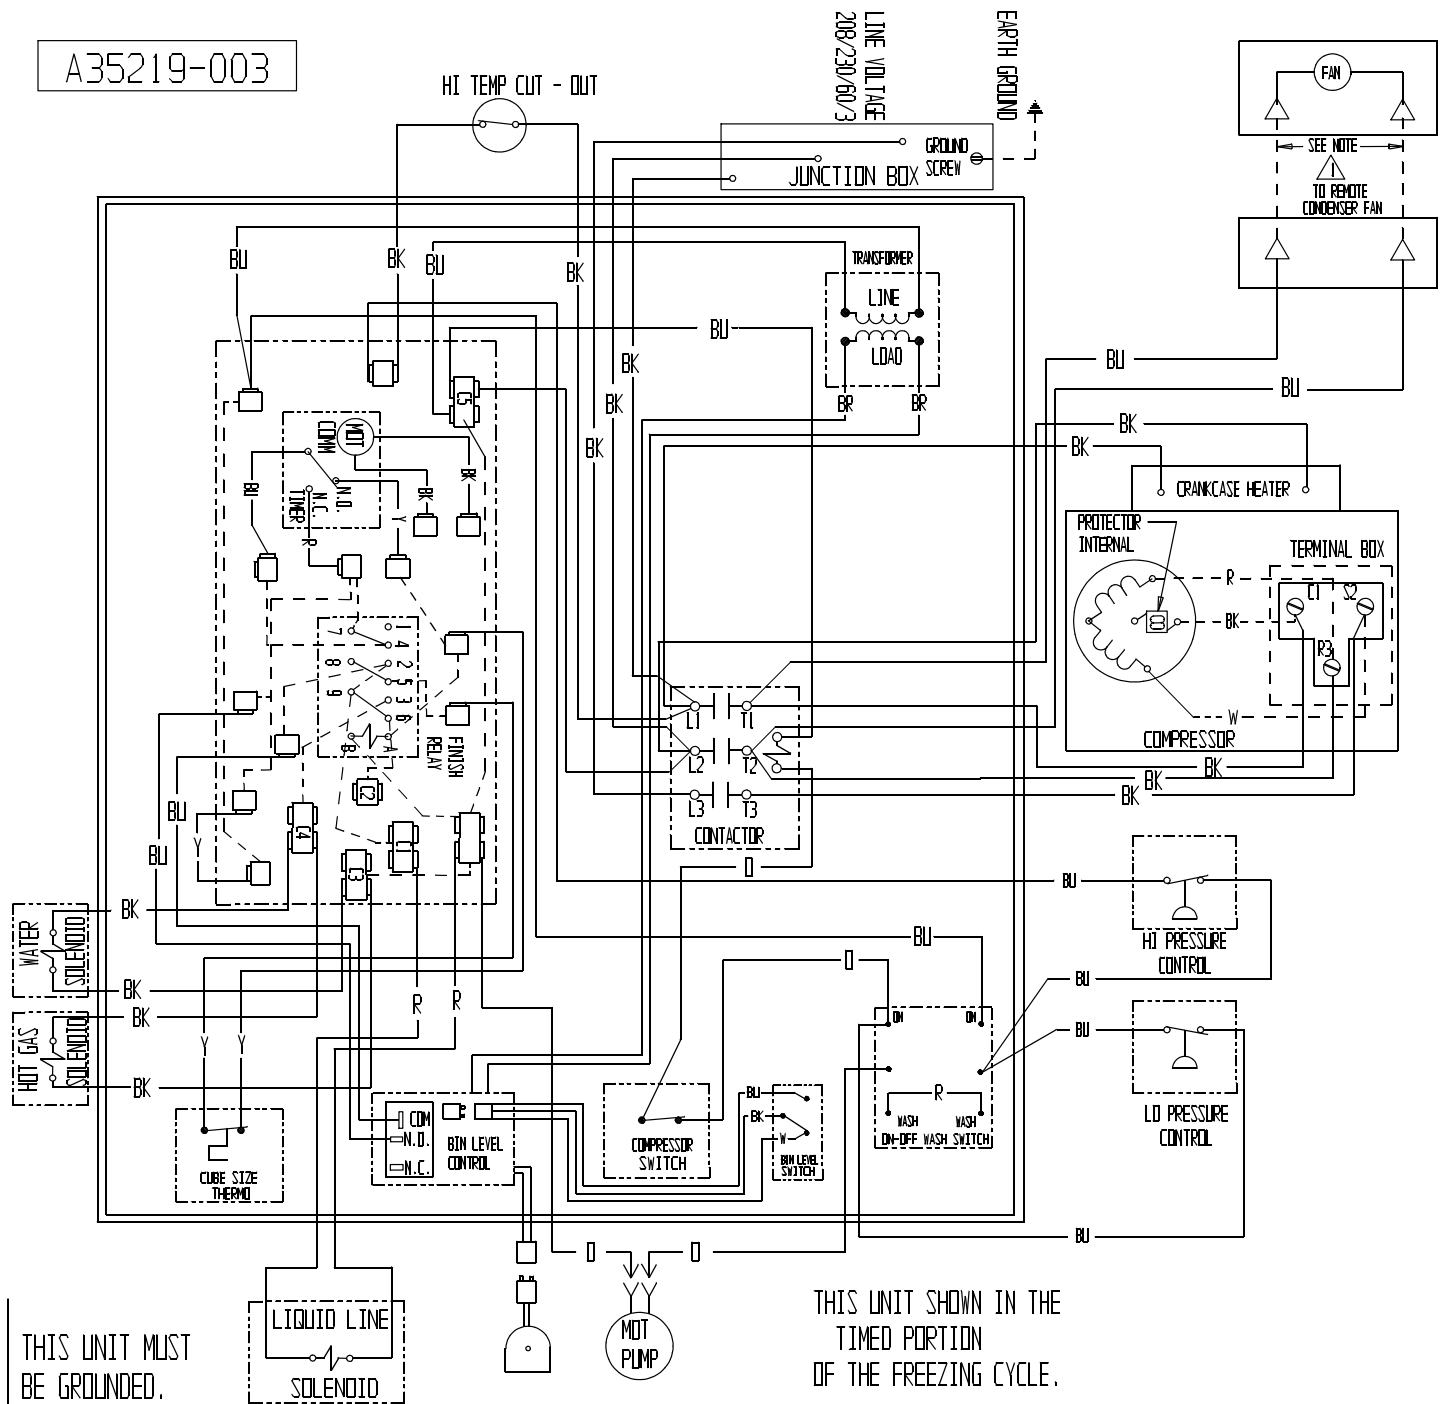 A35219-003
HI TEMP CUT - OUT
LINE VOLTAGE
208/230/60/3
EARTH GROUND
JUNCTION BOX
GROUND
SCREW
FAN
SEE NOTE
!
TO REMOTE
CONDENSER FAN
BU
BK
BU
BK
TRANSFORMER
LINE
LOAD
BR
BR
BU
BK
BK
BK
BU
BU
BK
BK
CRANKCASE HEATER
PROTECTOR
INTERNAL
TERMINAL BOX
C1
S2
R3
R
BK
W
COMPRESSOR
BK
BK
BK
C5
MOT
COMM
N.O.
N.C.
TIMER
BU
BK
BK
Y
R
1
7
4
2
8
5
3
9
6
A
B
FINISH
RELAY
C2
C4
C1
C3
BU
BU
Y
L1
T1
L2
T2
L3
T3
CONTACTOR
O
BU
HI PRESSURE
CONTROL
BU
BU
LO PRESSURE
CONTROL
BU
WATER
SOLENOID
BK
BK
HOT GAS
SOLENOID
BK
BK
Y
Y
R
R
CUBE SIZE
THERMO
COM
N.O.
N.C.
BIN LEVEL
CONTROL
COMPRESSOR
SWITCH
BU
BK
W
BIN LEVEL
SWITCH
BU
O
ON
ON
R
WASH
WASH
ON-OFF WASH SWITCH
O
O
MOT
PUMP
LIQUID LINE
SOLENOID
THIS UNIT MUST
BE GROUNDED.
THIS UNIT SHOWN IN THE
TIMED PORTION
OF THE FREEZING CYCLE.